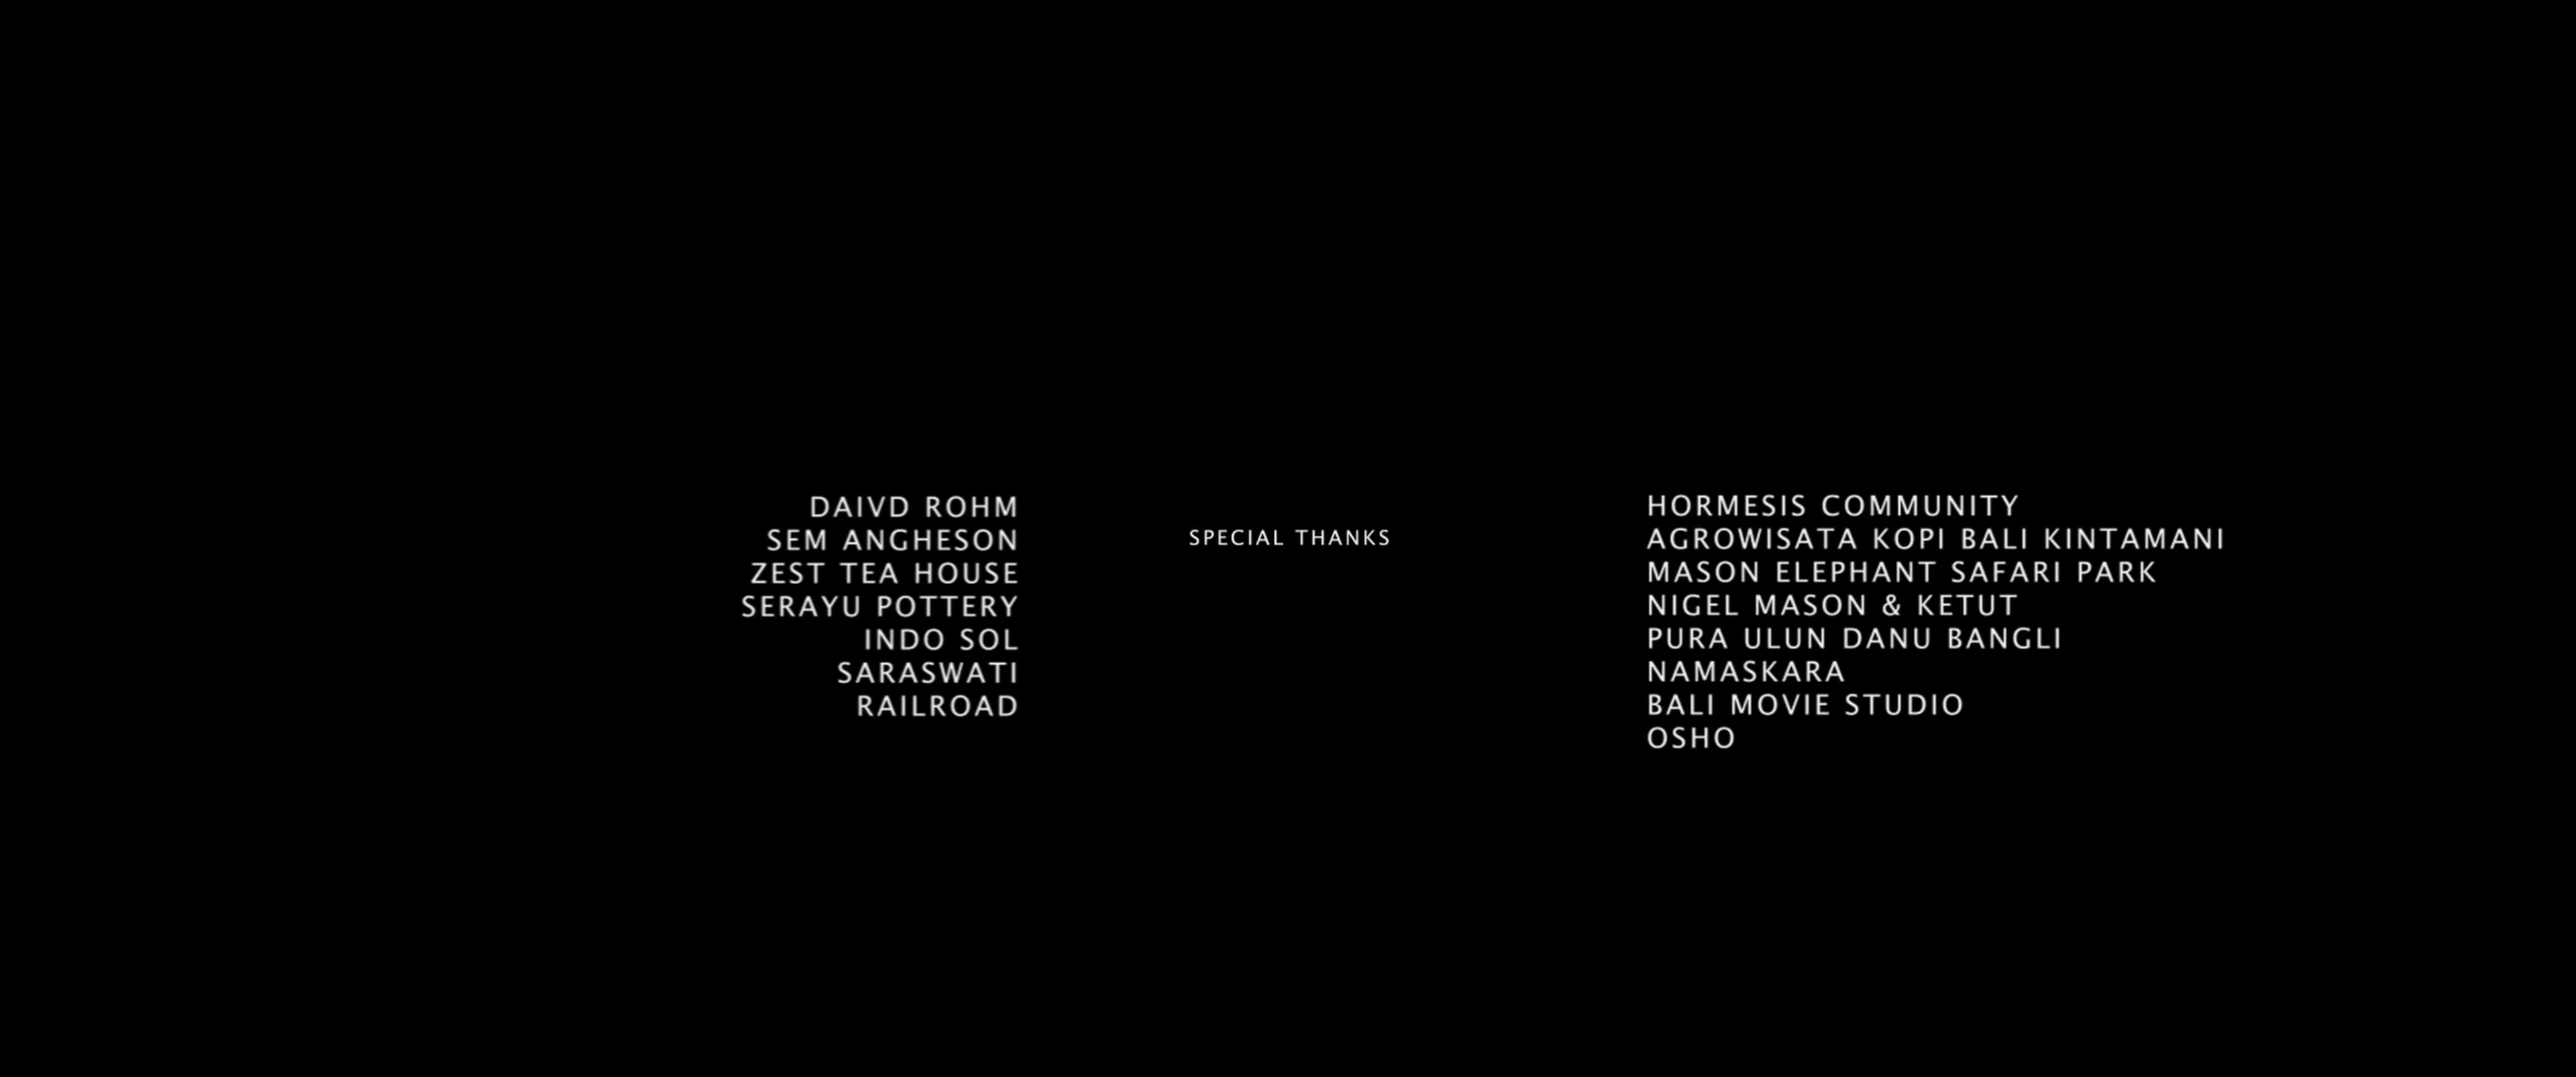 DAIVD ROHM
SEM ANGHESON
ZEST TEA HOUSE
SERAYU POTTERY
INDO SOL
SARASWATI
RAILROAD
SPECIAL THANKS
HORMESIS COMMUNITY
AGROWISATA KOPI BALI KINTAMANI
MASON ELEPHANT SAFARI PARK
NIGEL MASON & KETUT
PURA ULUN DANU BANGLI
NAMASKARA
BALI MOVIE STUDIO
OSHO